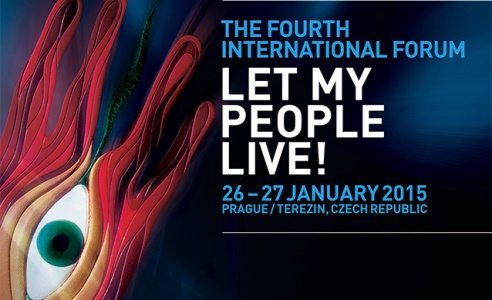 THE FOURTH
INTERNATIONAL FORUM
LET MY
PEOPLE
LIVE!
26 – 27 JANUARY 2015
PRAGUE / TEREZIN, CZECH REPUBLIC